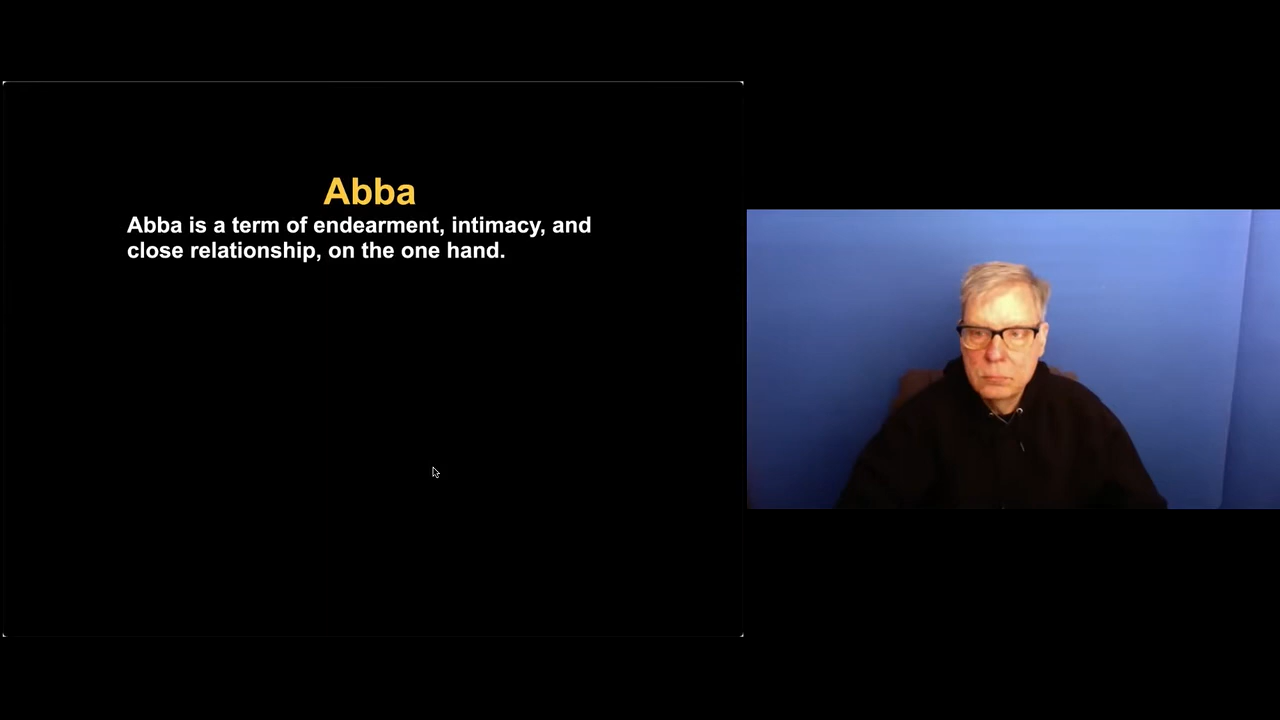 Abba
Abba is a term of endearment, intimacy, and
close relationship, on the one hand.